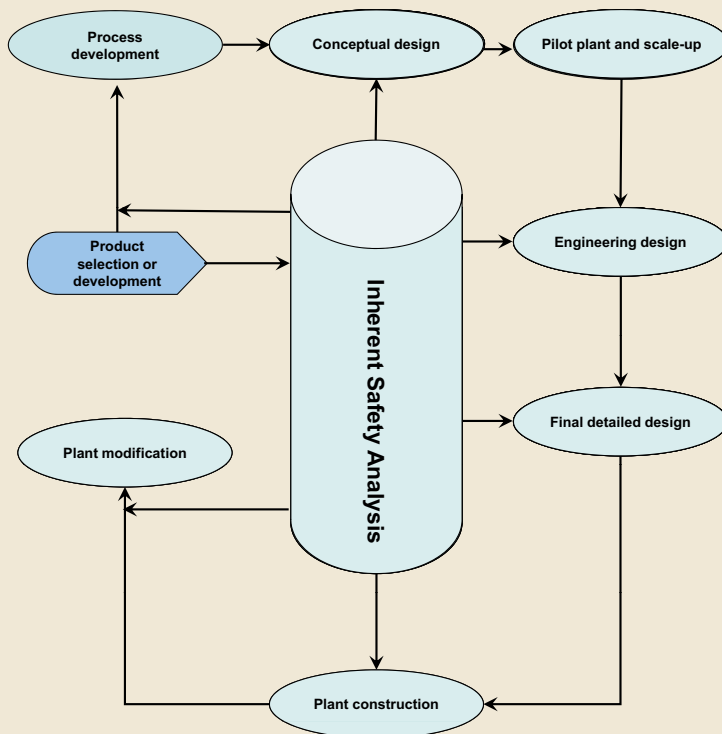 Process
development
Conceptual design
Pilot plant and scale-up
Product
selection or
development
Engineering design
Inherent Safety Analysis
Final detailed design
Plant modification
Plant construction